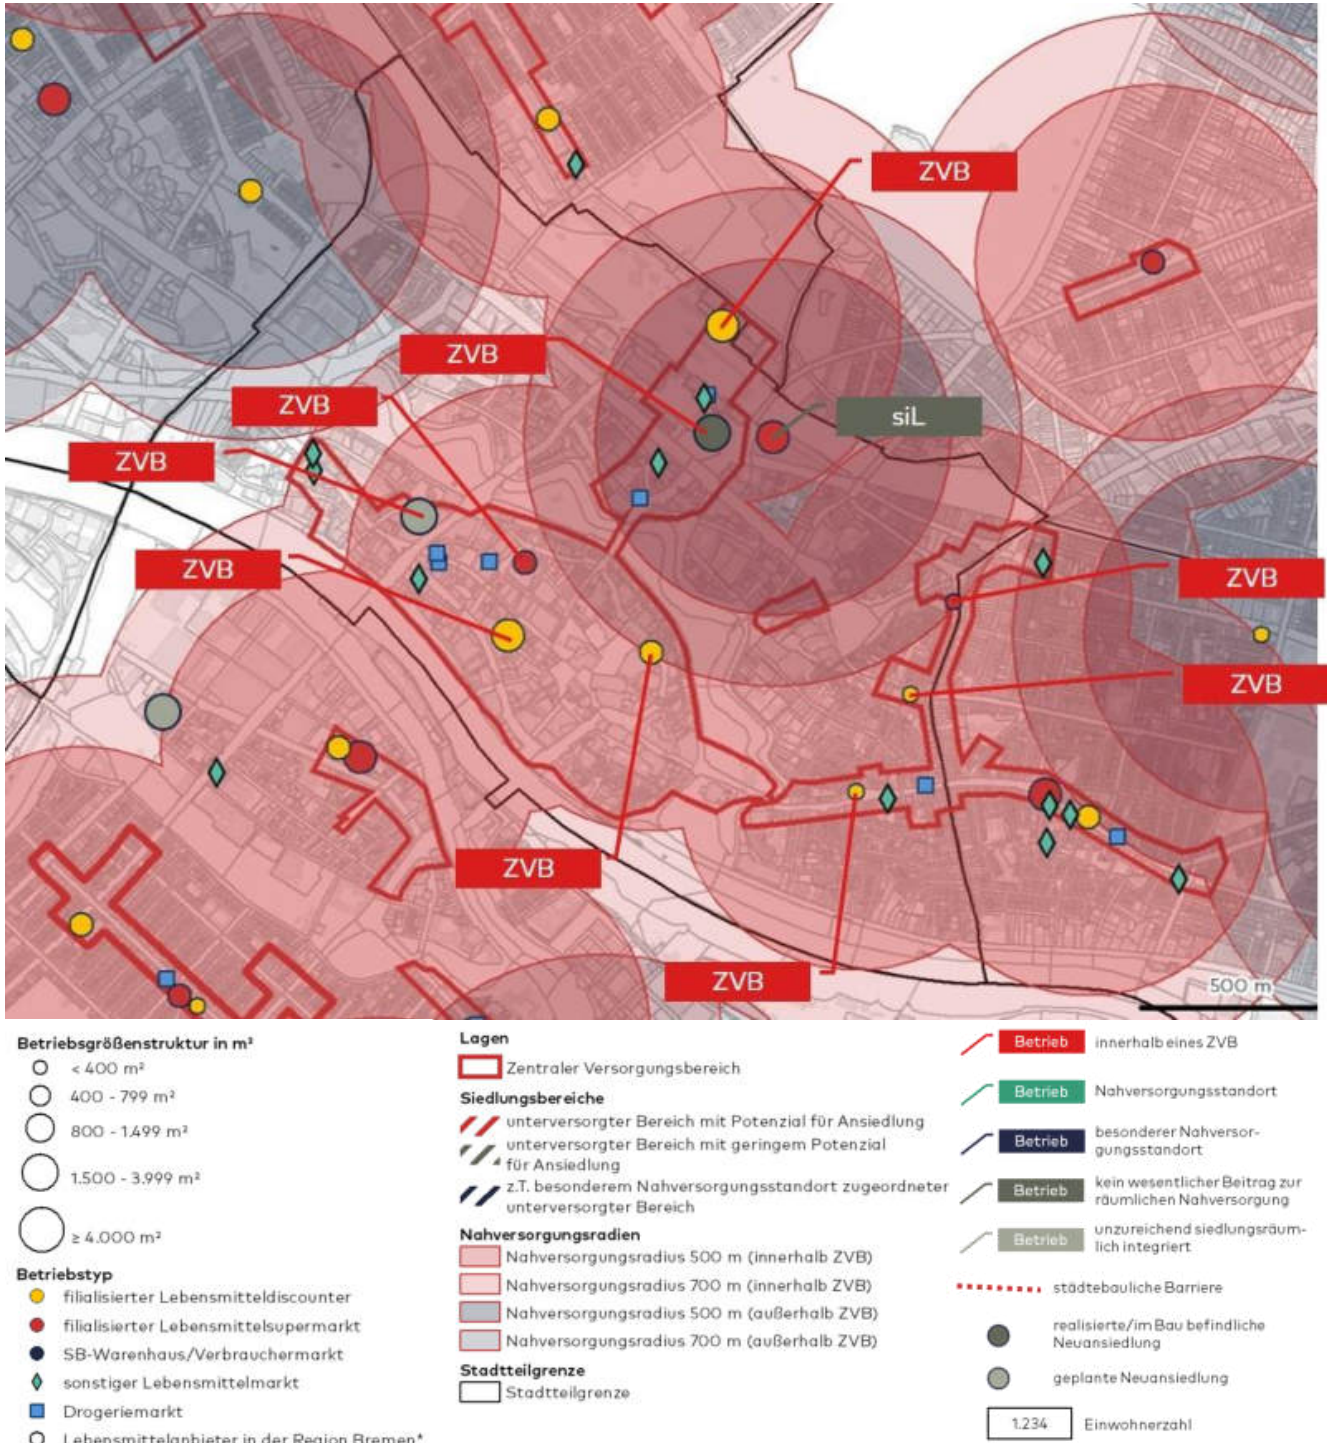 ZVB
ZVB
ZVB
siL
ZVB
ZVB
ZVB
ZVB
ZVB
ZVB
500 m
Betriebsgrößenstruktur in m²
< 400 m²
400 - 799 m²
800 - 1.499 m²
1.500 - 3.999 m²
≥ 4.000 m²
Betriebstyp
filialisierter Lebensmitteldiscounter
filialisierter Lebensmittelsupermarkt
SB-Warenhaus/Verbrauchermarkt
sonstiger Lebensmittelmarkt
Drogeriemarkt
Lebensmittelanbieter in der Region Bremen*
Lagen
Zentraler Versorgungsbereich
Siedlungsbereiche
unterversorgter Bereich mit Potenzial für Ansiedlung
unterversorgter Bereich mit geringem Potenzial
für Ansiedlung
z.T. besonderem Nahversorgungsstandort zugeordneter
unterversorgter Bereich
Nahversorgungsradien
Nahversorgungsradius 500 m (innerhalb ZVB)
Nahversorgungsradius 700 m (innerhalb ZVB)
Nahversorgungsradius 500 m (außerhalb ZVB)
Nahversorgungsradius 700 m (außerhalb ZVB)
Stadtteilgrenze
Stadtteilgrenze
Betrieb innerhalb eines ZVB
Betrieb Nahversorgungsstandort
Betrieb besonderer Nahversor-
gungsstandort
Betrieb kein wesentlicher Beitrag zur
räumlichen Nahversorgung
Betrieb unzureichend siedlungsräum-
lich integriert
städtebauliche Barriere
realisierte/im Bau befindliche
Neuansiedlung
geplante Neuansiedlung
1.234 Einwohnerzahl